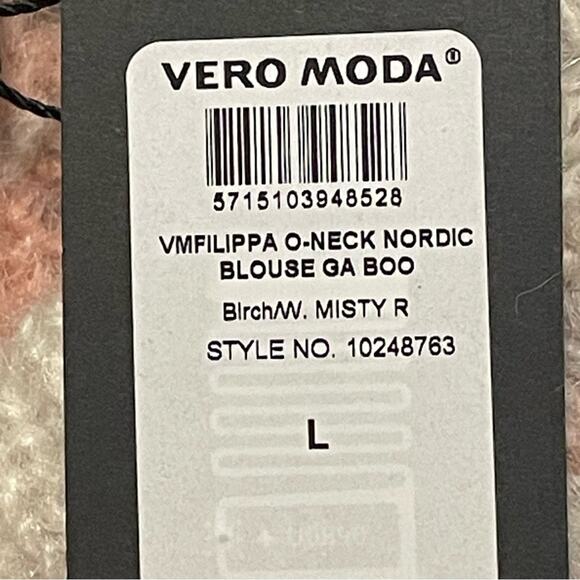 VERO MODA®
5715103948528
VMFILIPPA O-NECK NORDIC
BLOUSE GA BOO
Birch/W. MISTY R
STYLE NO. 10248763
L